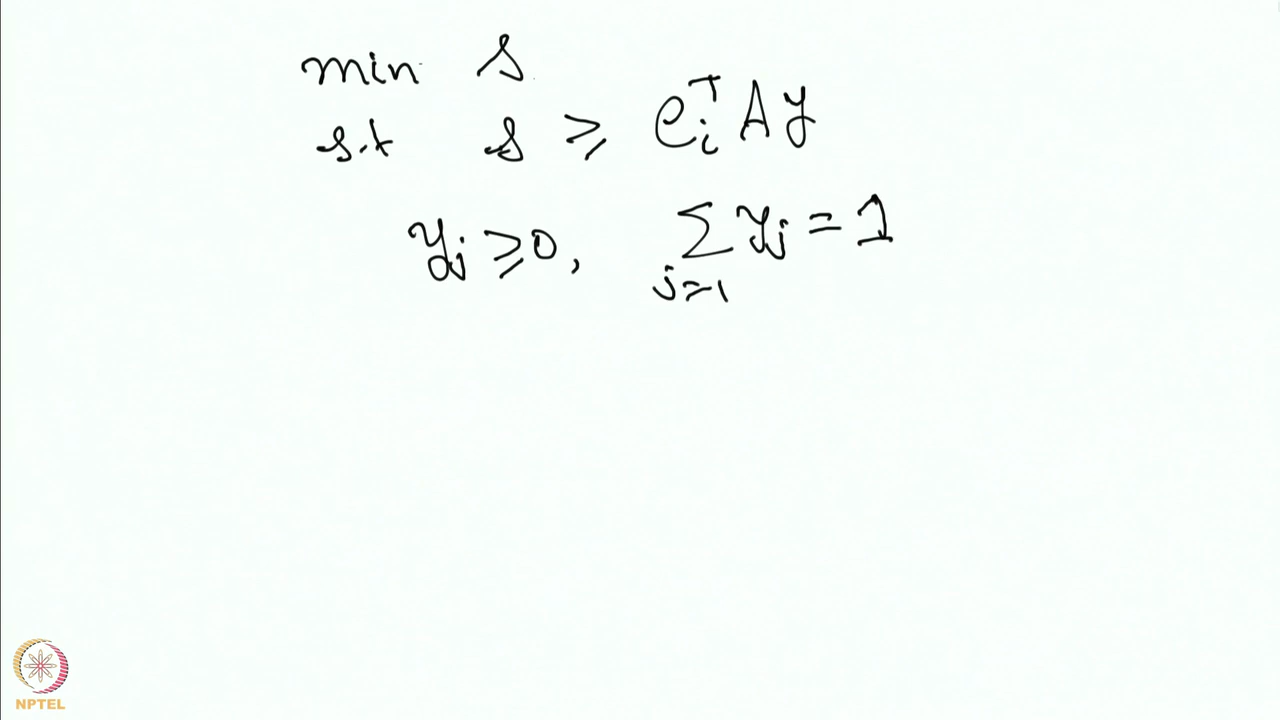 min s
s.t s ≥ e_i^T A y
y_j ≥ 0, ∑_{j=1} y_j = 1
NPTEL